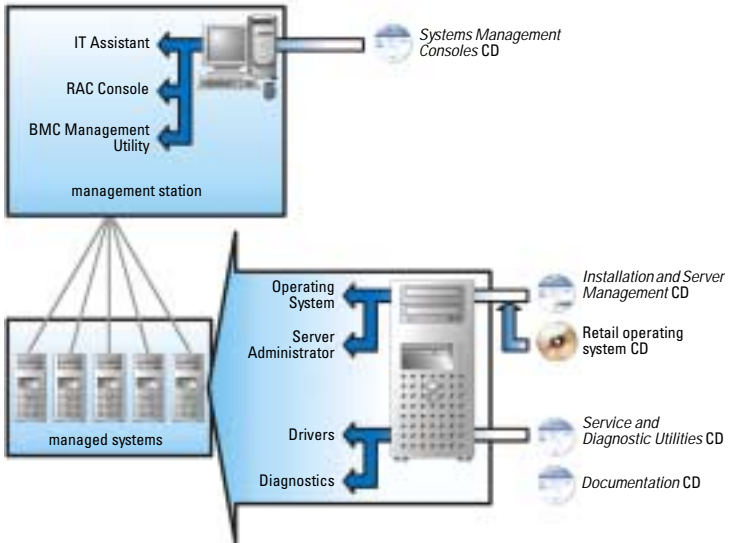 IT Assistant
RAC Console
BMC Management
Utility
management station
Systems Management
Consoles CD
Operating
System
Server
Administrator
Drivers
Diagnostics
managed systems
Installation and Server
Management CD
Retail operating
system CD
Service and
Diagnostic Utilities CD
Documentation CD